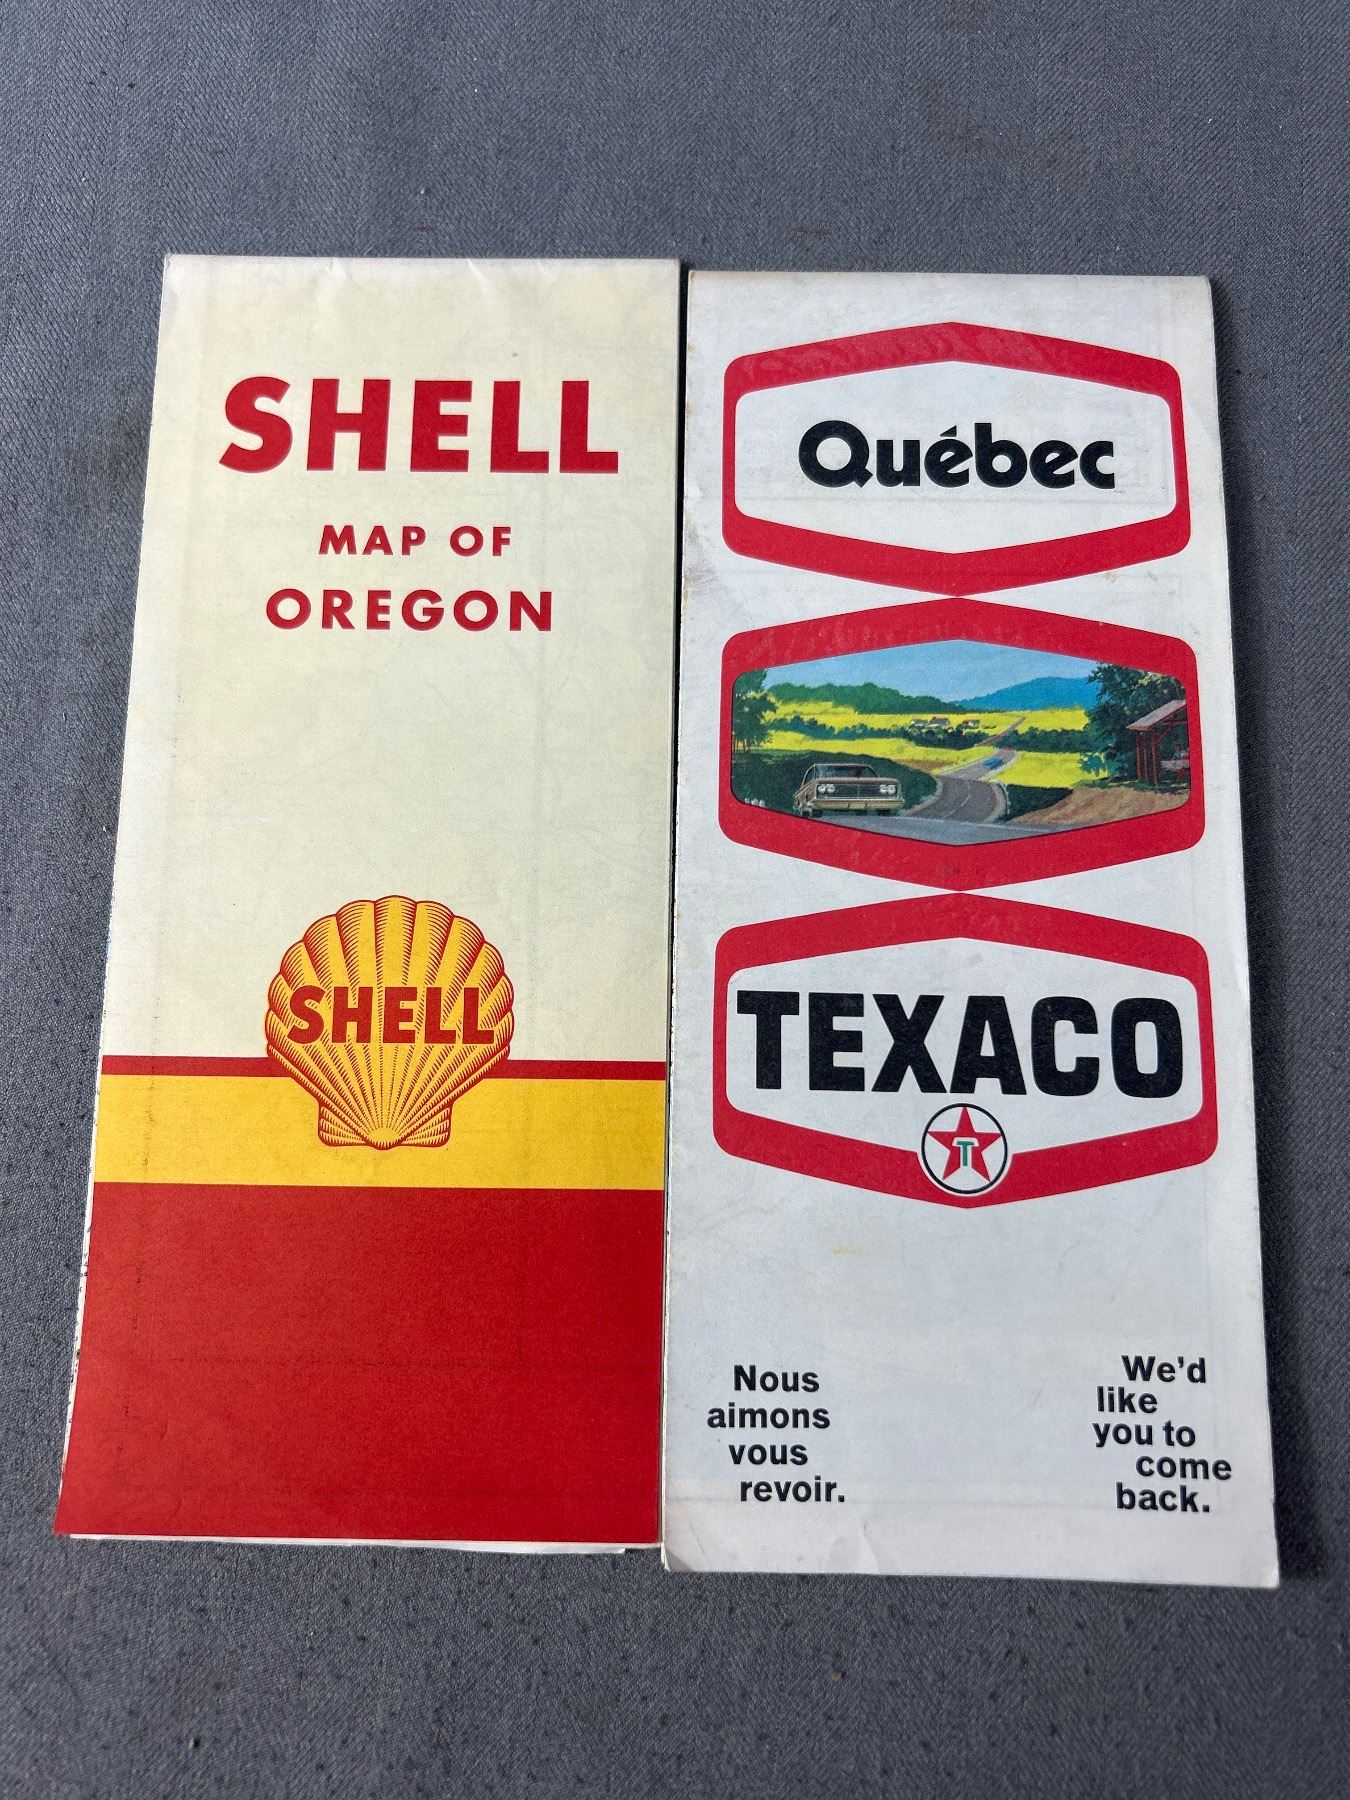 SHELL
MAP OF
OREGON
SHELL
Québec
TEXACO
T
Nous
aimons
vous
revoir.
We'd
like
you to
come
back.